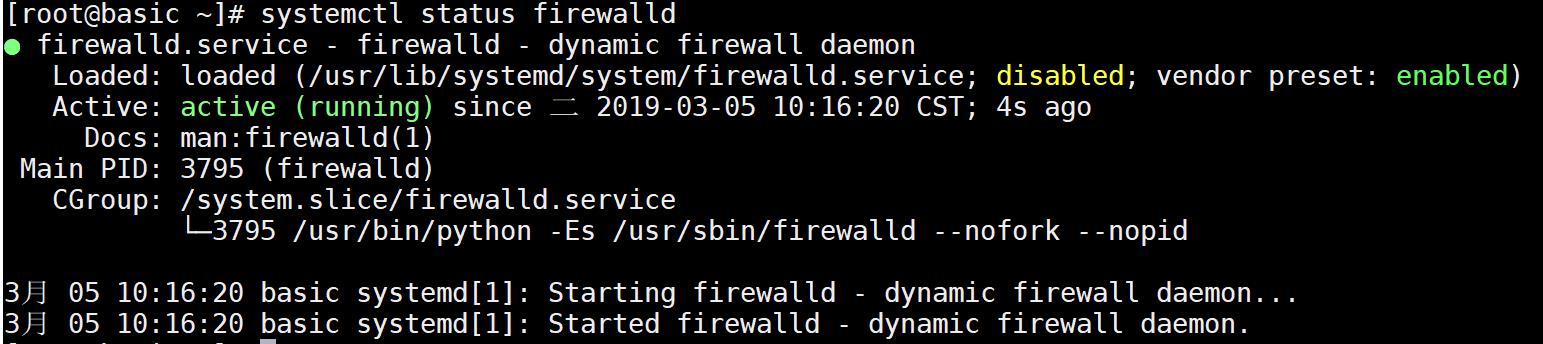 [root@basic ~]# systemctl status firewalld
● firewalld.service - firewalld - dynamic firewall daemon
   Loaded: loaded (/usr/lib/systemd/system/firewalld.service; disabled; vendor preset: enabled)
   Active: active (running) since 二 2019-03-05 10:16:20 CST; 4s ago
     Docs: man:firewalld(1)
 Main PID: 3795 (firewalld)
   CGroup: /system.slice/firewalld.service
           └─3795 /usr/bin/python -Es /usr/sbin/firewalld --nofork --nopid
3月 05 10:16:20 basic systemd[1]: Starting firewalld - dynamic firewall daemon...
3月 05 10:16:20 basic systemd[1]: Started firewalld - dynamic firewall daemon.